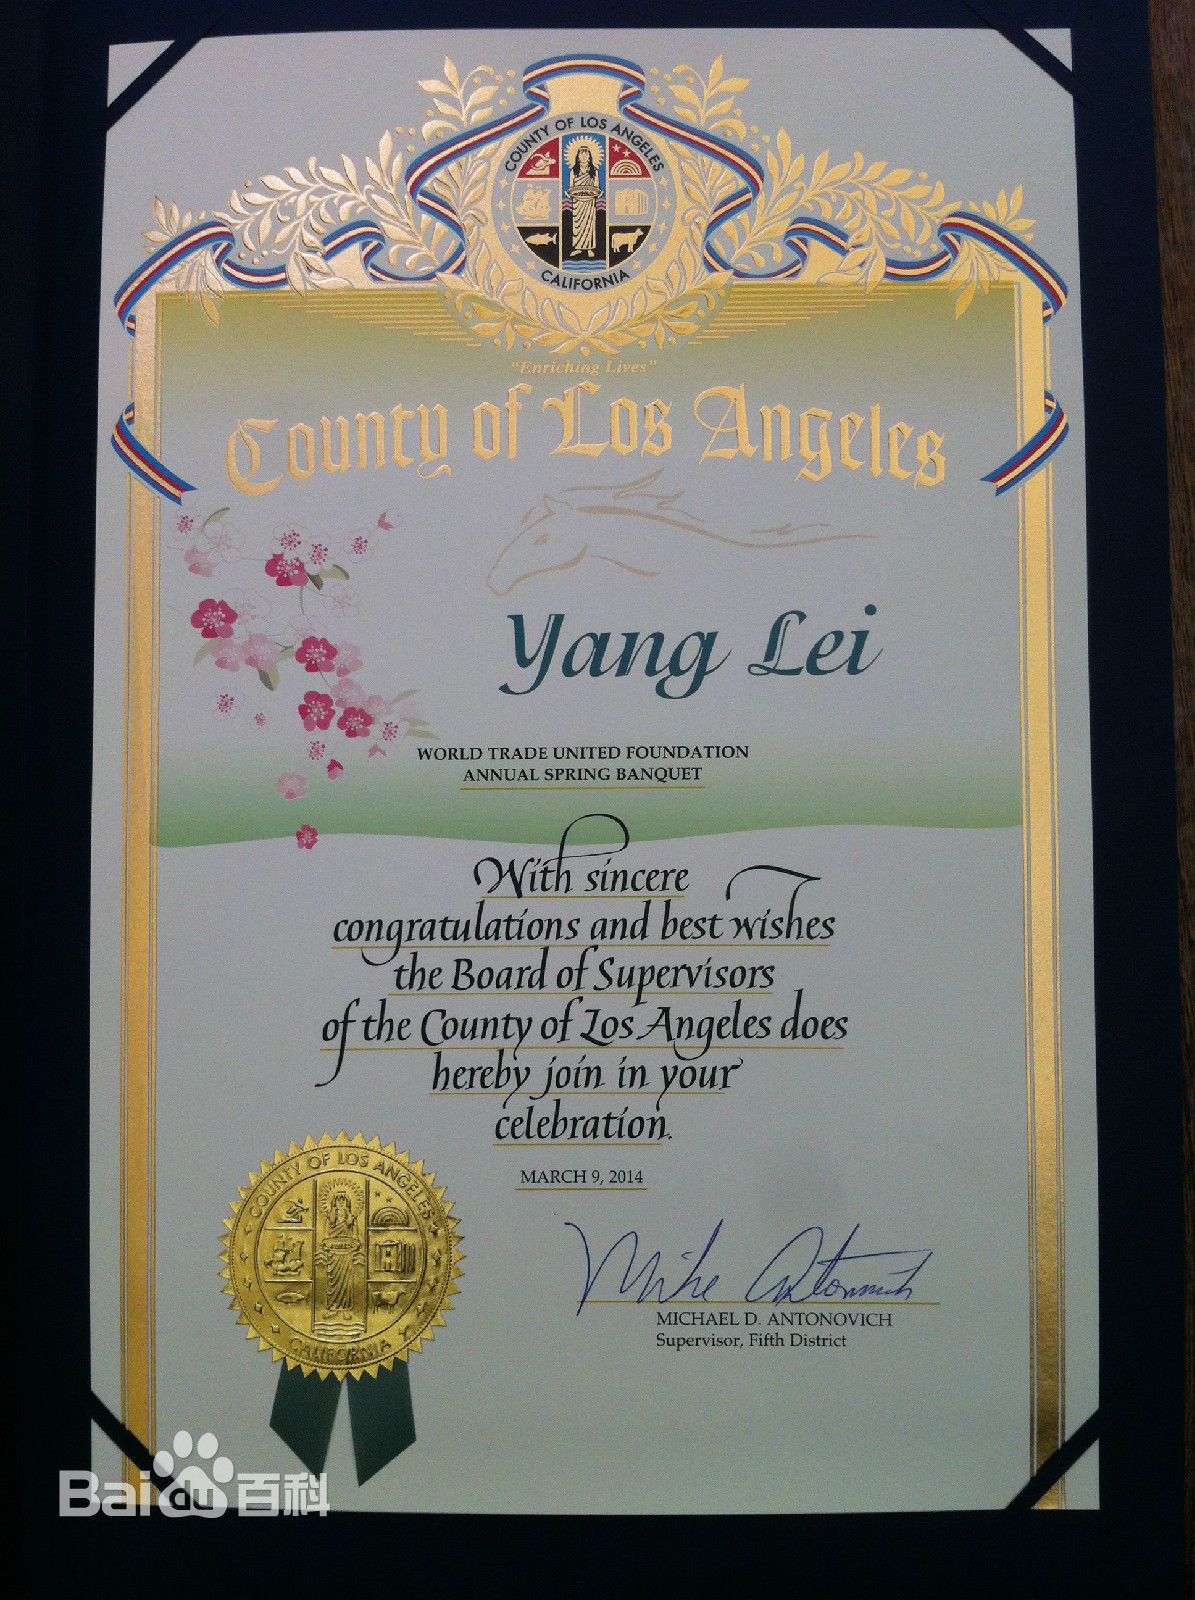 COUNTY OF LOS ANGELES
CALIFORNIA
"Enriching Lives"
County of Los Angeles
Yang Lei
WORLD TRADE UNITED FOUNDATION
ANNUAL SPRING BANQUET
With sincere
congratulations and best wishes
the Board of Supervisors
of the County of Los Angeles does
hereby join in your
celebration.
MARCH 9, 2014
Mike Antonovich
MICHAEL D. ANTONOVICH
Supervisor, Fifth District
COUNTY OF LOS ANGELES
CALIFORNIA
Baidu百科